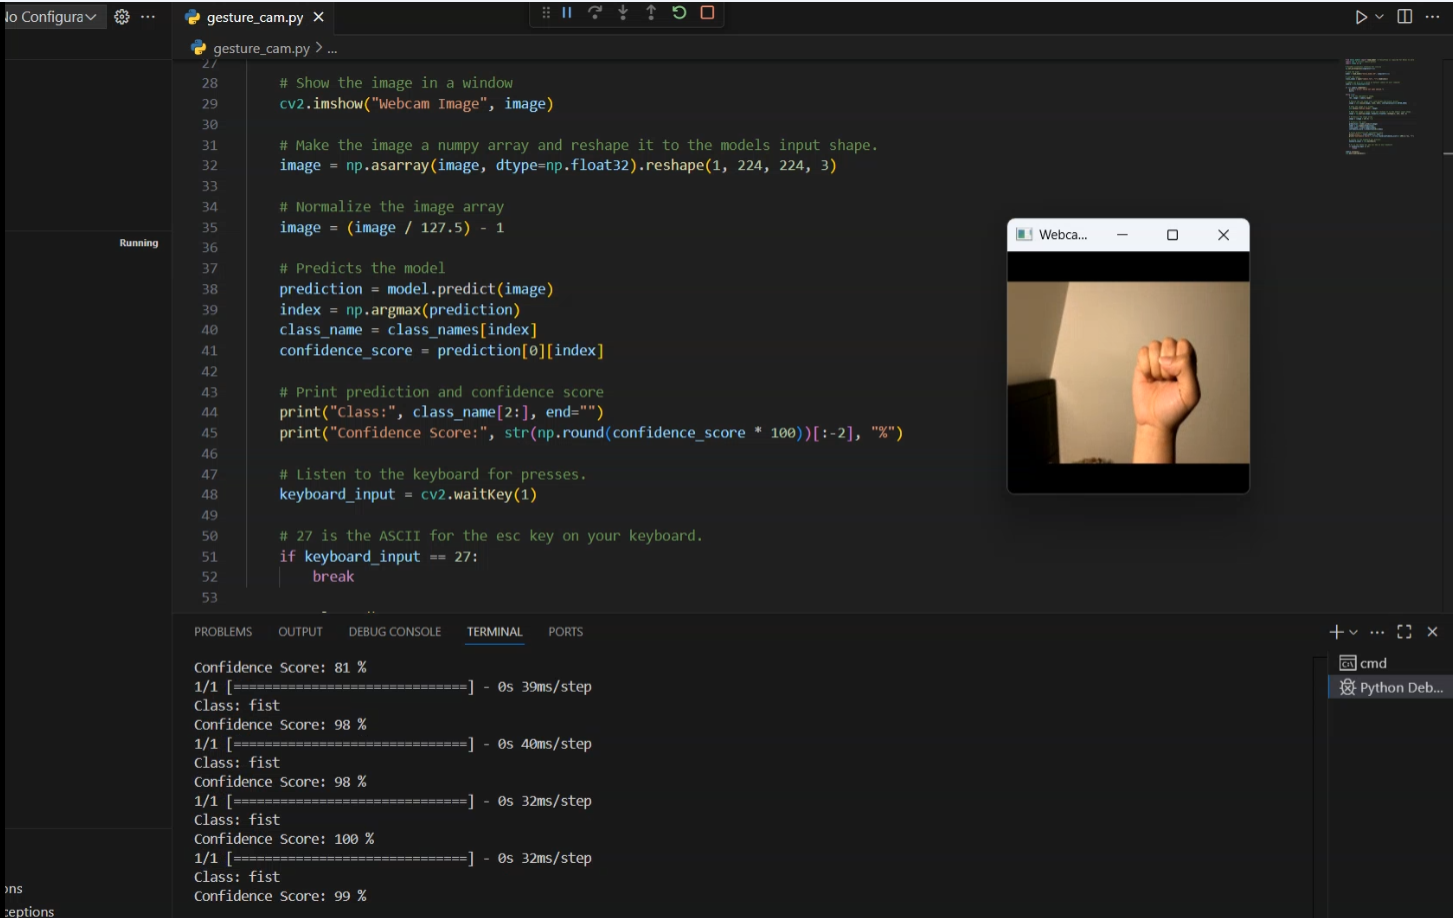 No Configura
gesture_cam.py
gesture_cam.py > ...
27
28 # Show the image in a window
29 cv2.imshow("Webcam Image", image)
30
31 # Make the image a numpy array and reshape it to the models input shape.
32 image = np.asarray(image, dtype=np.float32).reshape(1, 224, 224, 3)
33
34 # Normalize the image array
35 image = (image / 127.5) - 1
36
37 # Predicts the model
38 prediction = model.predict(image)
39 index = np.argmax(prediction)
40 class_name = class_names[index]
41 confidence_score = prediction[0][index]
42
43 # Print prediction and confidence score
44 print("Class:", class_name[2:], end="")
45 print("Confidence Score:", str(np.round(confidence_score * 100))[:-2], "%")
46
47 # Listen to the keyboard for presses.
48 keyboard_input = cv2.waitKey(1)
49
50 # 27 is the ASCII for the esc key on your keyboard.
51 if keyboard_input == 27:
52 break
53
Running
Webca...
PROBLEMS OUTPUT DEBUG CONSOLE TERMINAL PORTS
Confidence Score: 81 %
1/1 [==============================] - 0s 39ms/step
Class: fist
Confidence Score: 98 %
1/1 [==============================] - 0s 40ms/step
Class: fist
Confidence Score: 98 %
1/1 [==============================] - 0s 32ms/step
Class: fist
Confidence Score: 100 %
1/1 [==============================] - 0s 32ms/step
Class: fist
Confidence Score: 99 %
cmd
Python Deb...
ons
ceptions